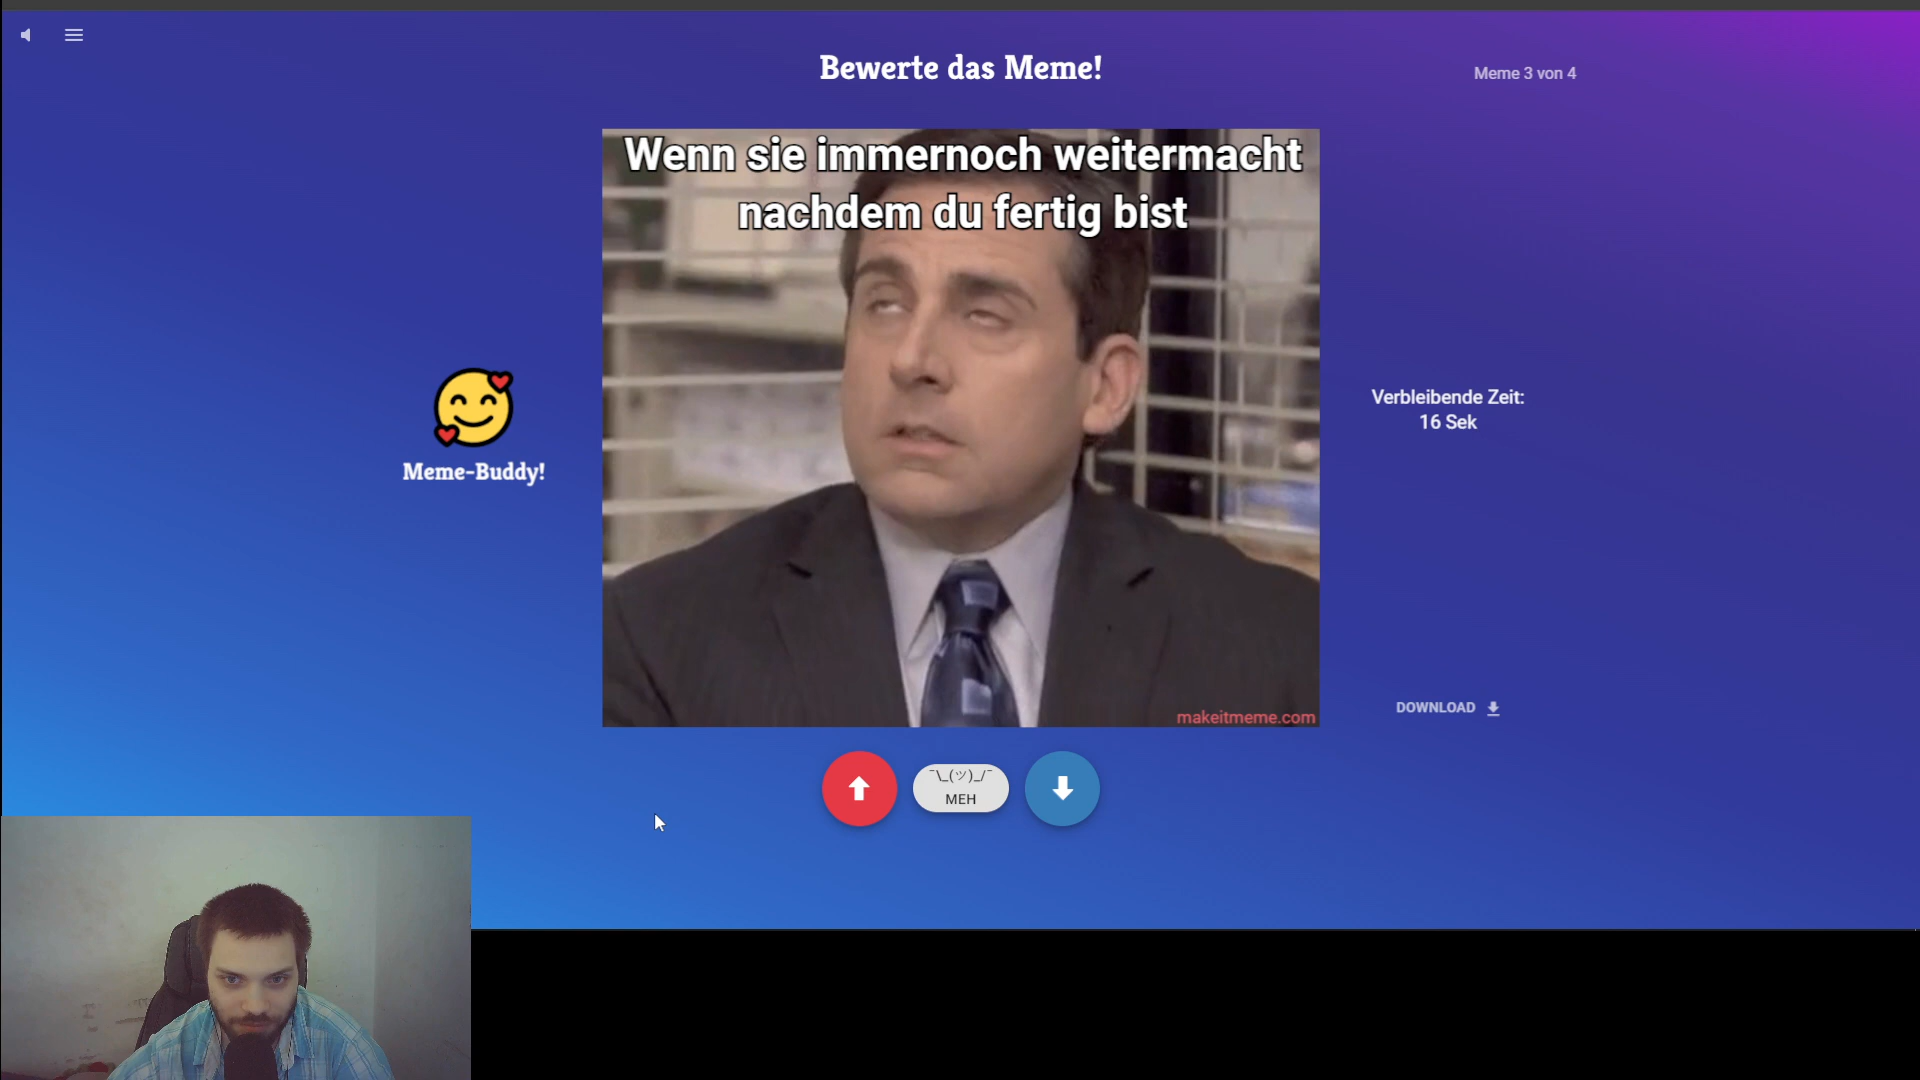 Bewerte das Meme!
Meme 3 von 4
Wenn sie immernoch weitermacht
nachdem du fertig bist
Meme-Buddy!
Verbleibende Zeit:
16 Sek
makeitmeme.com
DOWNLOAD
¯\_(ツ)_/¯
MEH